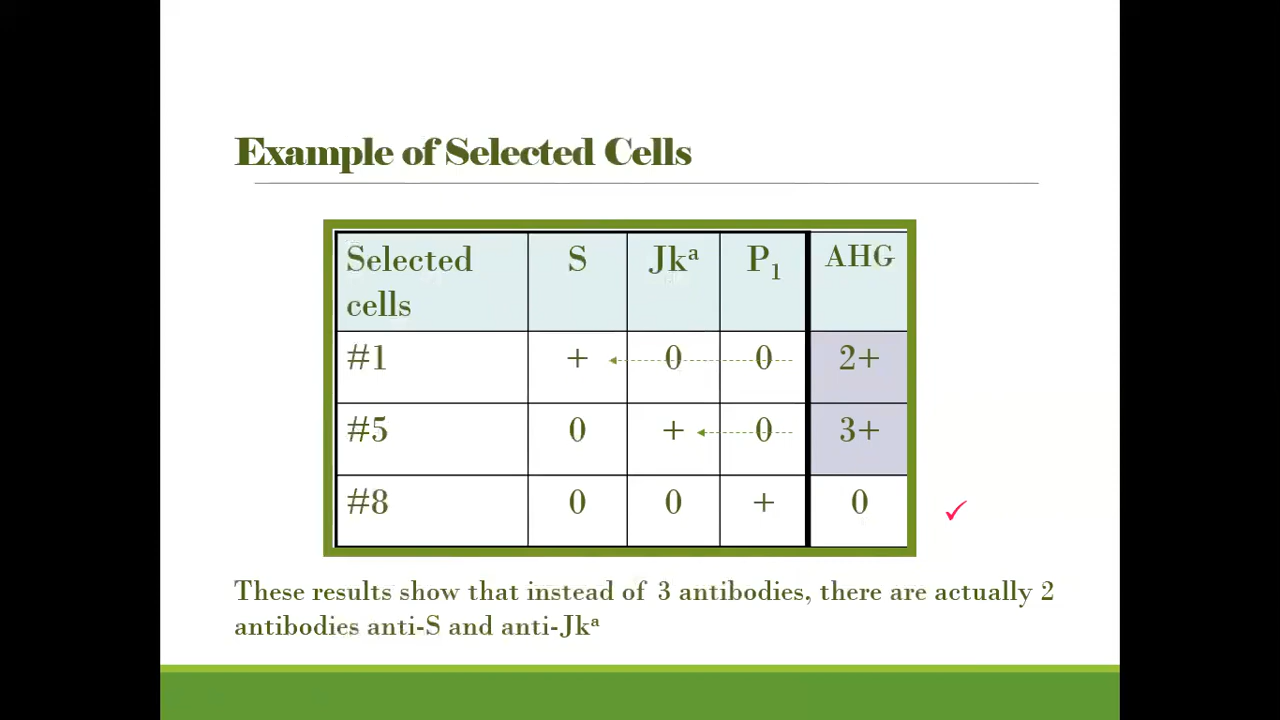 Example of Selected Cells
Selected cells S Jkᵃ P₁ AHG
#1 + 0 0 2+
#5 0 + 0 3+
#8 0 0 + 0 ✓
These results show that instead of 3 antibodies, there are actually 2
antibodies anti-S and anti-Jkᵃ